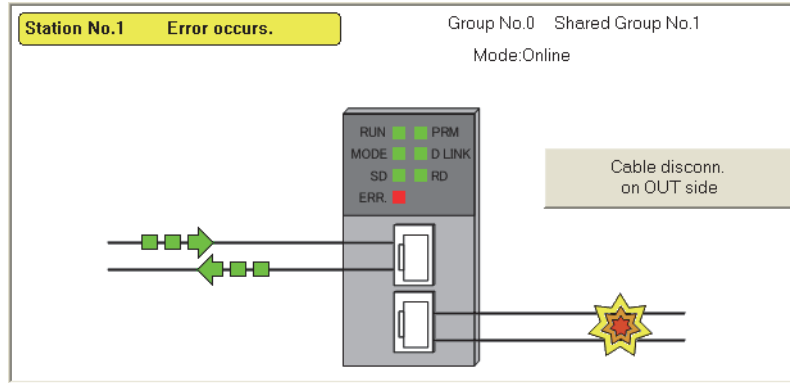 Station No.1 Error occurs.
Group No.0 Shared Group No.1
Mode:Online
RUN PRM
MODE D LINK
SD RD
ERR.
Cable disconn.
on OUT side